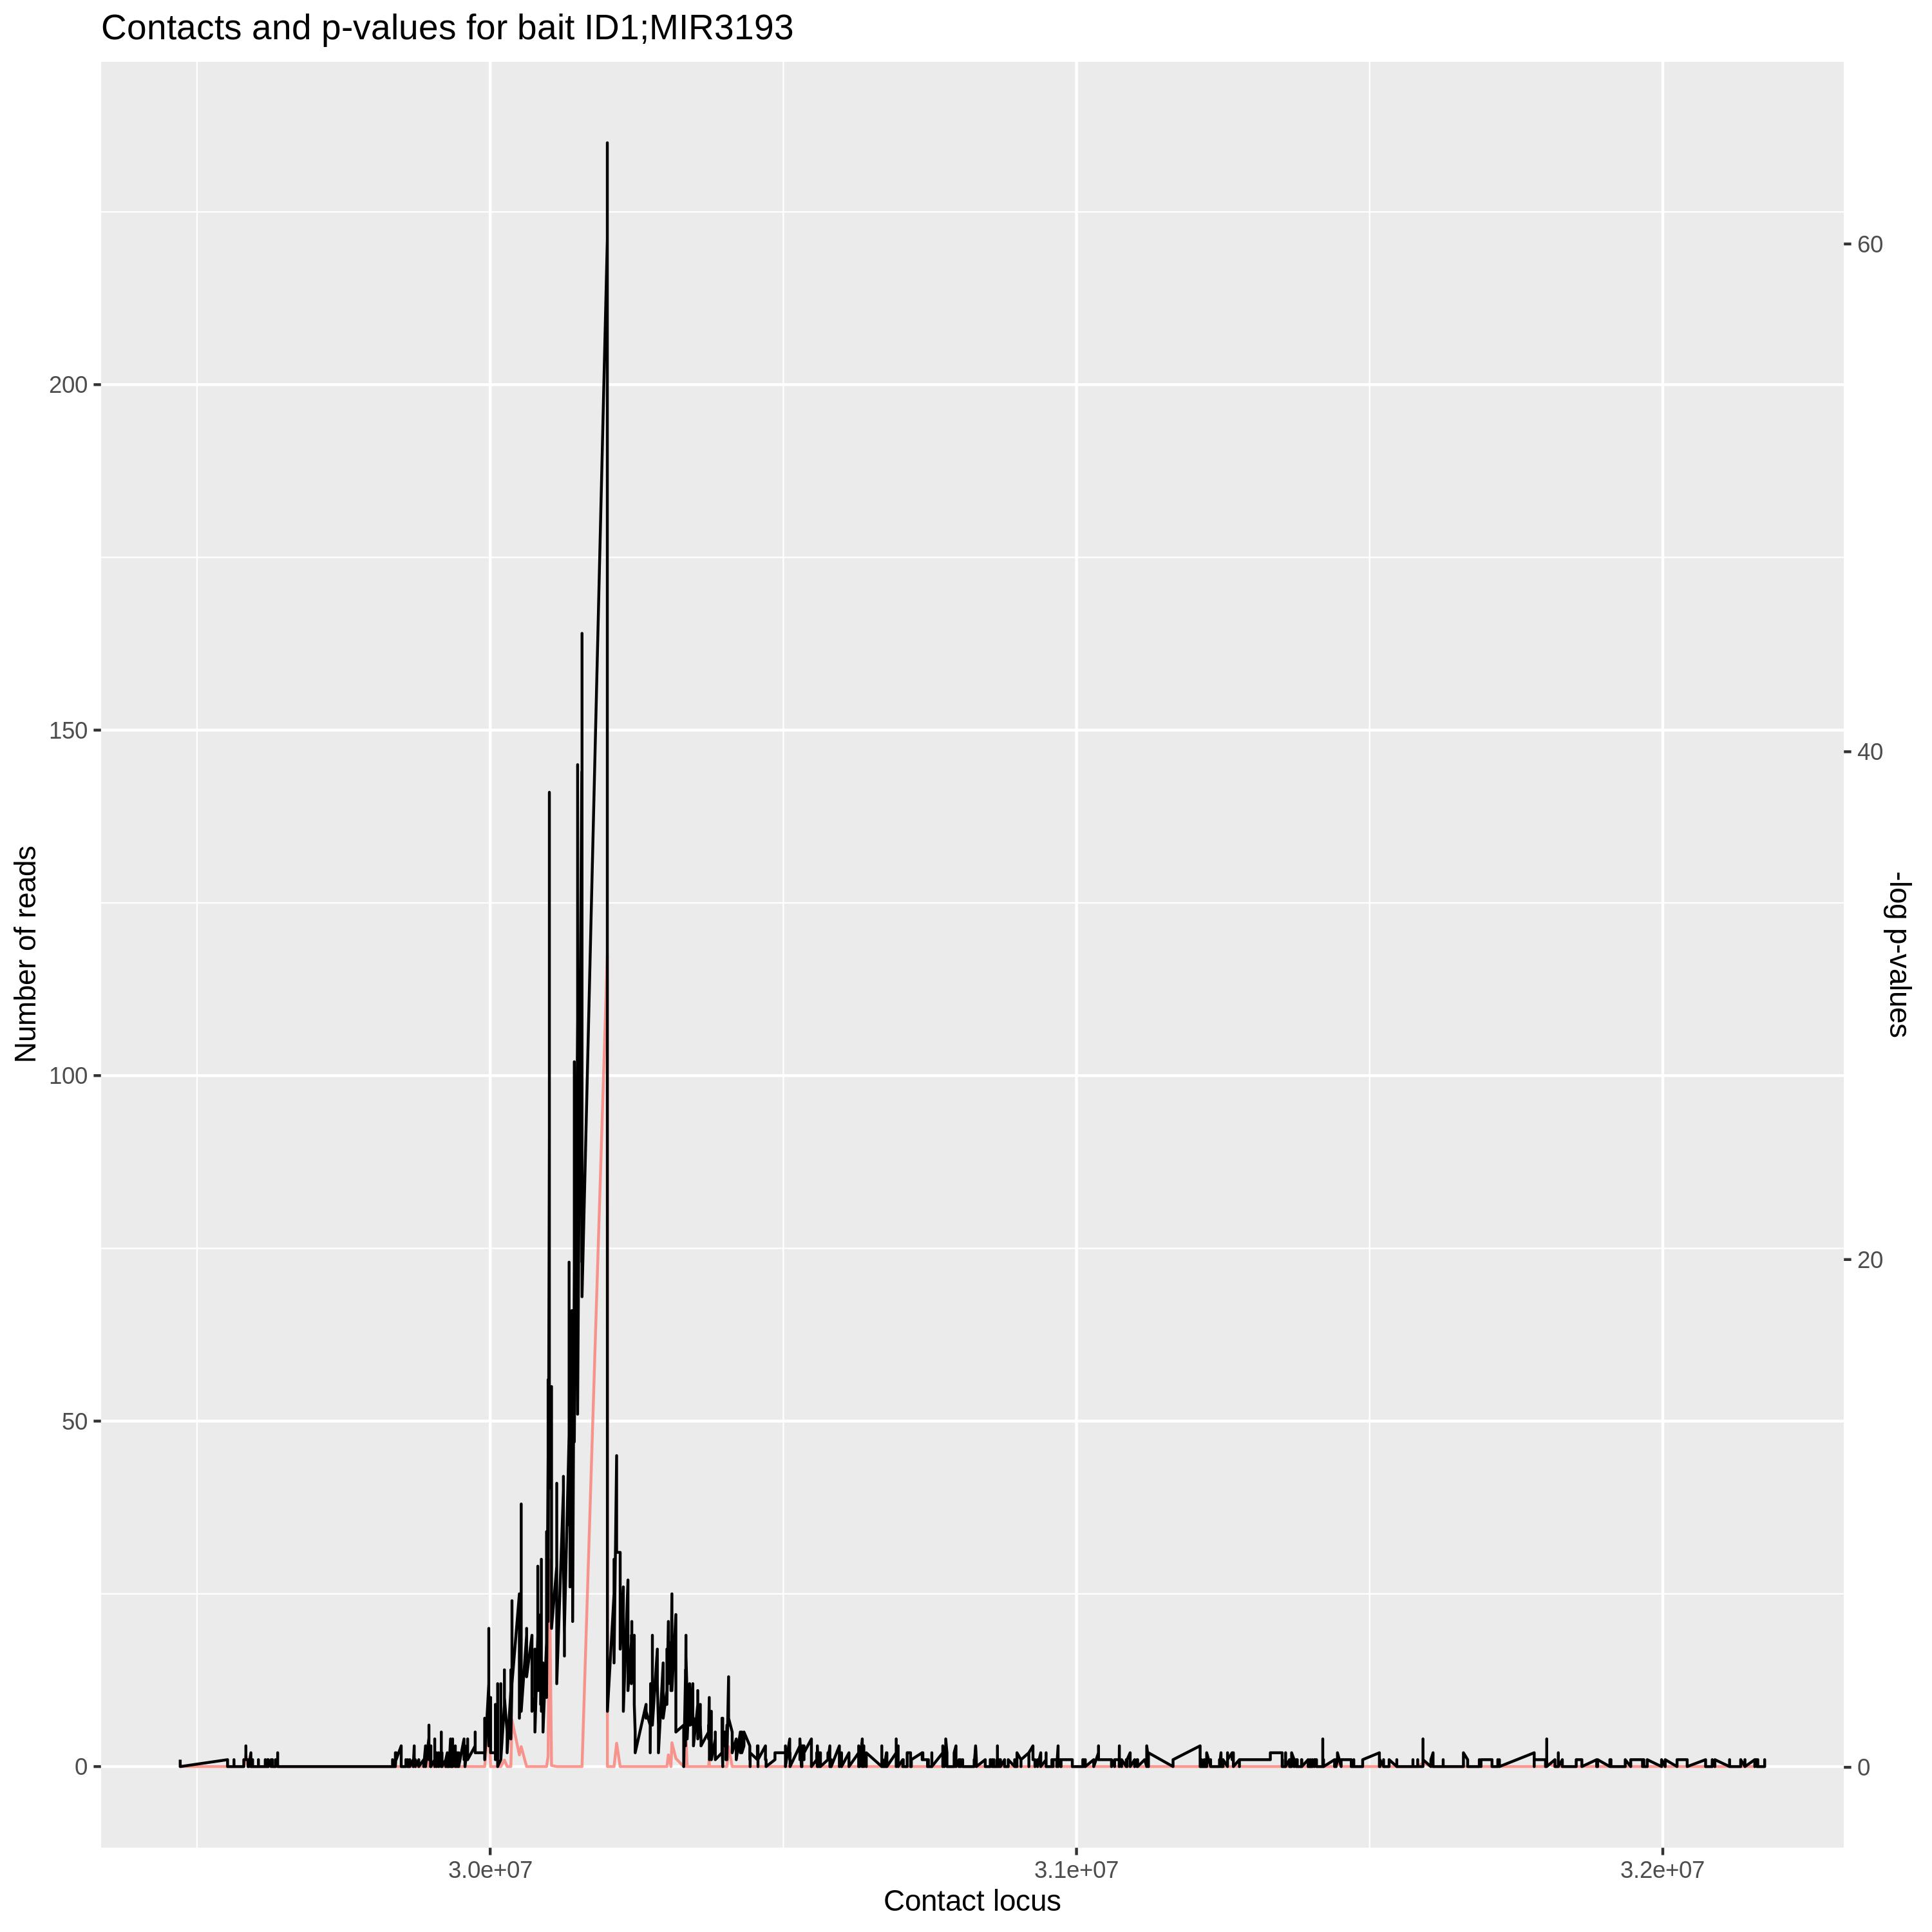 Contacts and p-values for bait ID1;MIR3193
Number of reads
200
150
100
50
0
60
40
20
0
-log p-values
3.0e+07
3.1e+07
3.2e+07
Contact locus